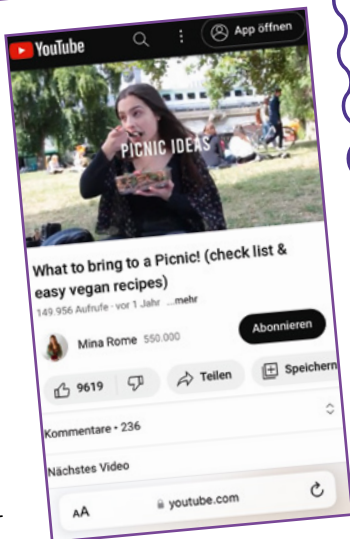 YouTube App öffnen
PICNIC IDEAS
What to bring to a Picnic! (check list &
easy vegan recipes)
149.956 Aufrufe · vor 1 Jahr ...mehr
Mina Rome 550.000 Abonnieren
9619 Teilen Speichern
Kommentare • 236
Nächstes Video
AA youtube.com